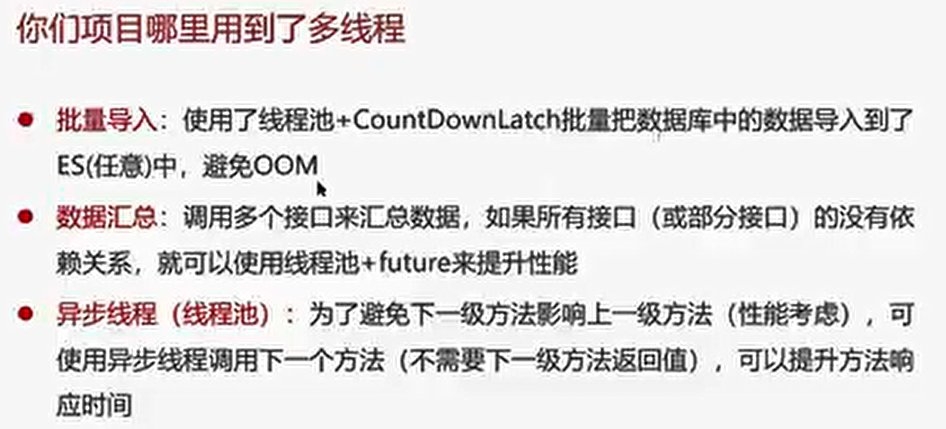 你们项目哪里用到了多线程
批量导入：使用了线程池+CountDownLatch批量把数据库中的数据导入到了
ES(任意)中，避免OOM
数据汇总：调用多个接口来汇总数据，如果所有接口（或部分接口）的没有依
赖关系，就可以使用线程池+future来提升性能
异步线程（线程池）：为了避免下一级方法影响上一级方法（性能考虑），可
使用异步线程调用下一个方法（不需要下一级方法返回值），可以提升方法响
应时间